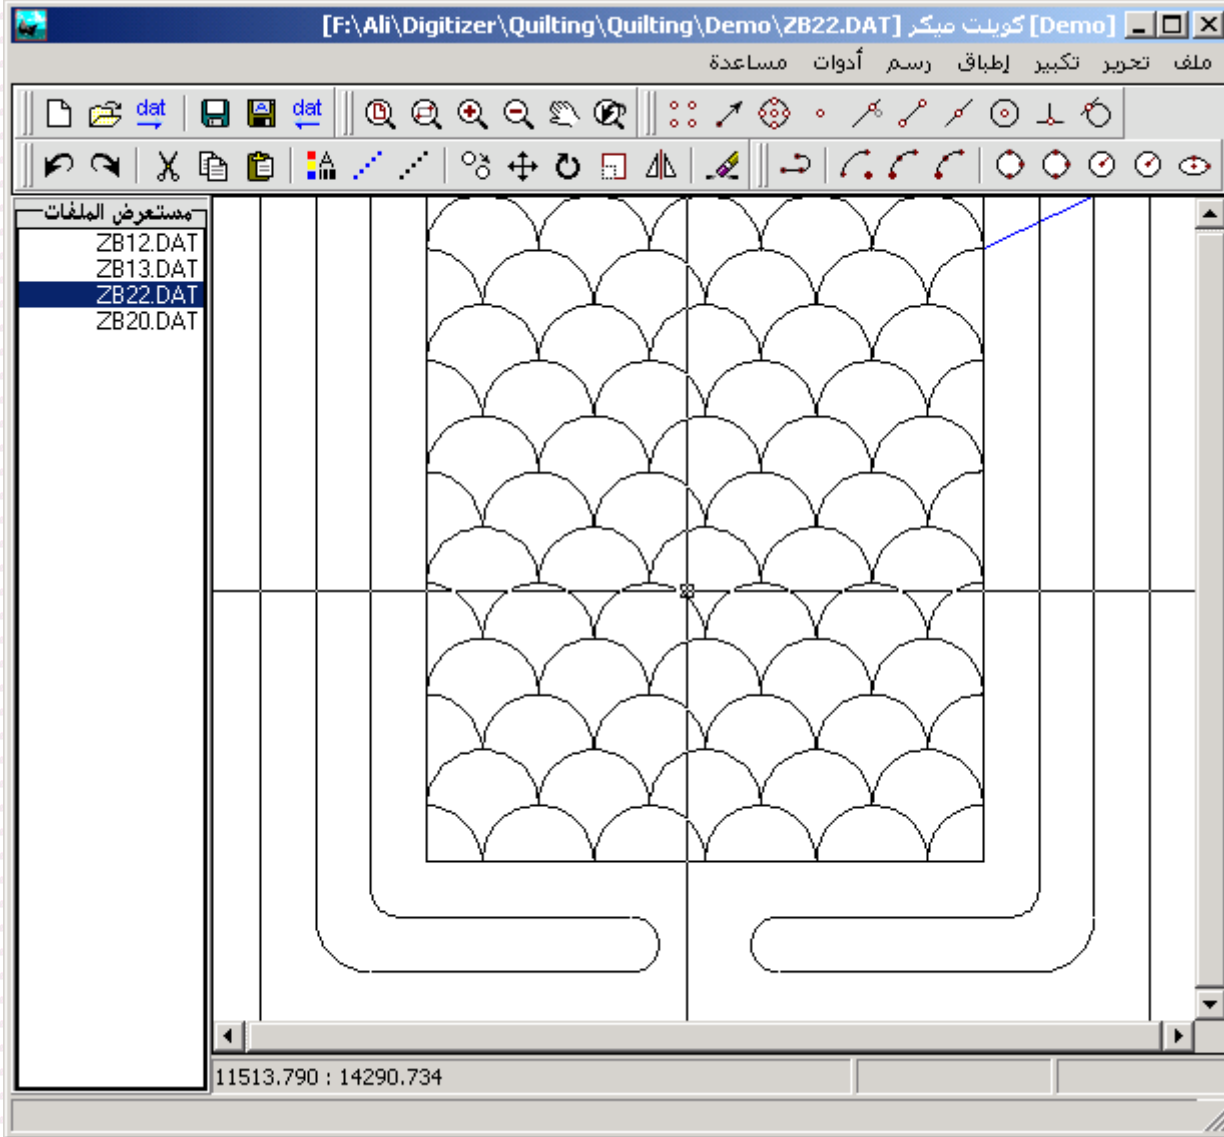 [Demo] كويلت ميكر [F:\Ali\Digitizer\Quilting\Quilting\Demo\ZB22.DAT]
ملف تحرير تكبير إطباق رسم أدوات مساعدة
dat dat
مستعرض الملفات
ZB12.DAT
ZB13.DAT
ZB22.DAT
ZB20.DAT
11513.790 : 14290.734